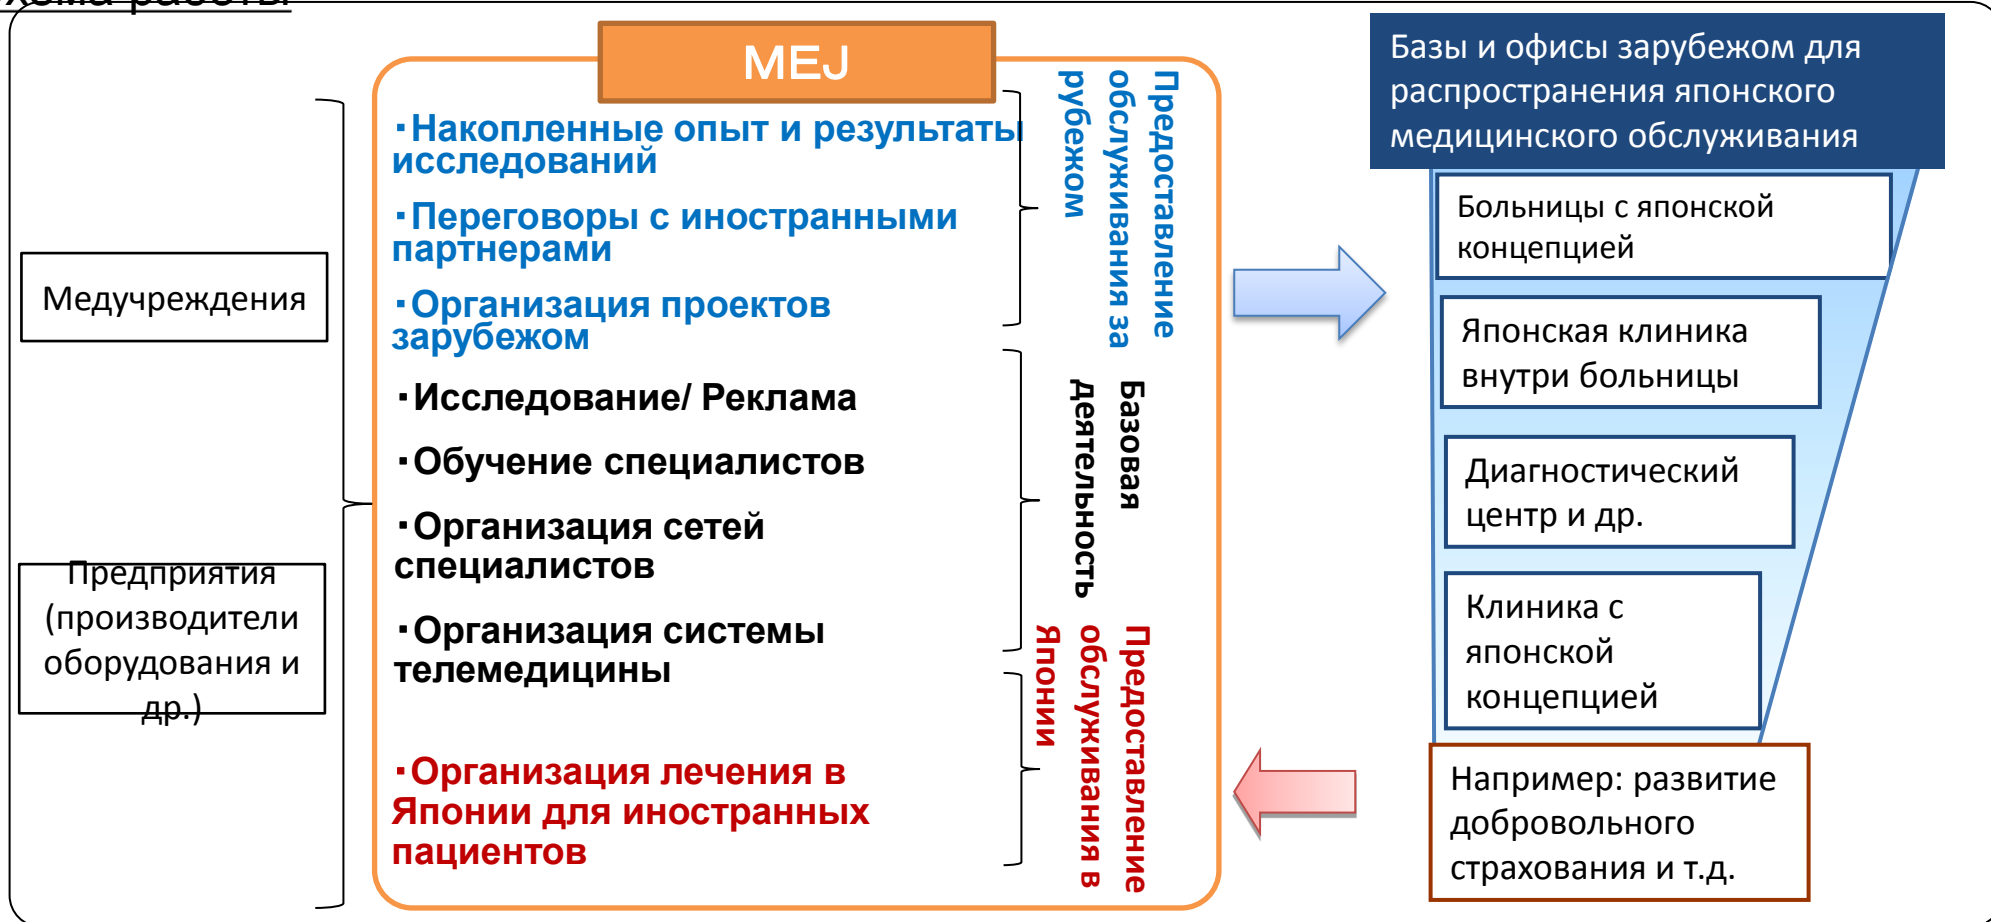 работы
Медучреждения
Предприятия
(производители
оборудования и
др.)
MEJ
・Накопленные опыт и результаты
исследований
・Переговоры с иностранными
партнерами
・Организация проектов
зарубежом
・Исследование/ Реклама
・Обучение специалистов
・Организация сетей
специалистов
・Организация системы
телемедицины
・Организация лечения в
Японии для иностранных
пациентов
Предоставление
обслуживания за
рубежом
Базовая
деятельность
Предоставление
обслуживания в
Японии
Базы и офисы зарубежом для
распространения японского
медицинского обслуживания
Больницы с японской
концепцией
Японская клиника
внутри больницы
Диагностический
центр и др.
Клиника с
японской
концепцией
Например: развитие
добровольного
страхования и т.д.